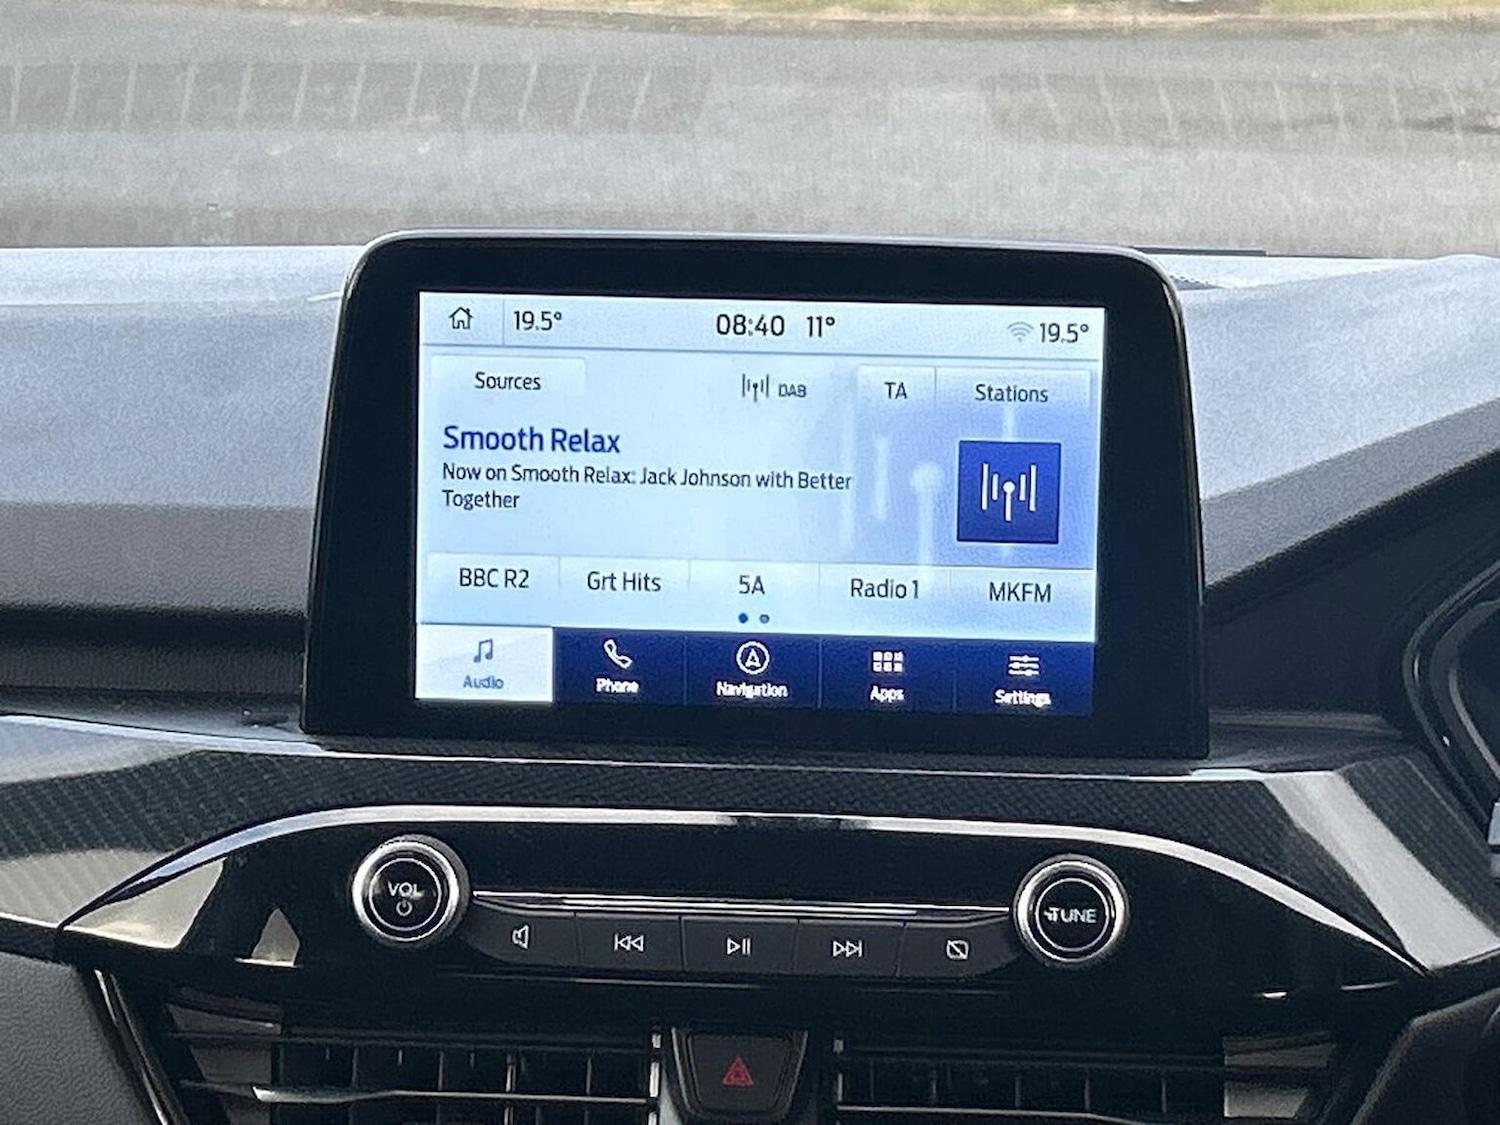 19.5° 08:40 11° 19.5°
Sources DAB TA Stations
Smooth Relax
Now on Smooth Relax: Jack Johnson with Better
Together
BBC R2 Grt Hits 5A Radio 1 MKFM
Audio Phone Navigation Apps Settings
VOL TUNE